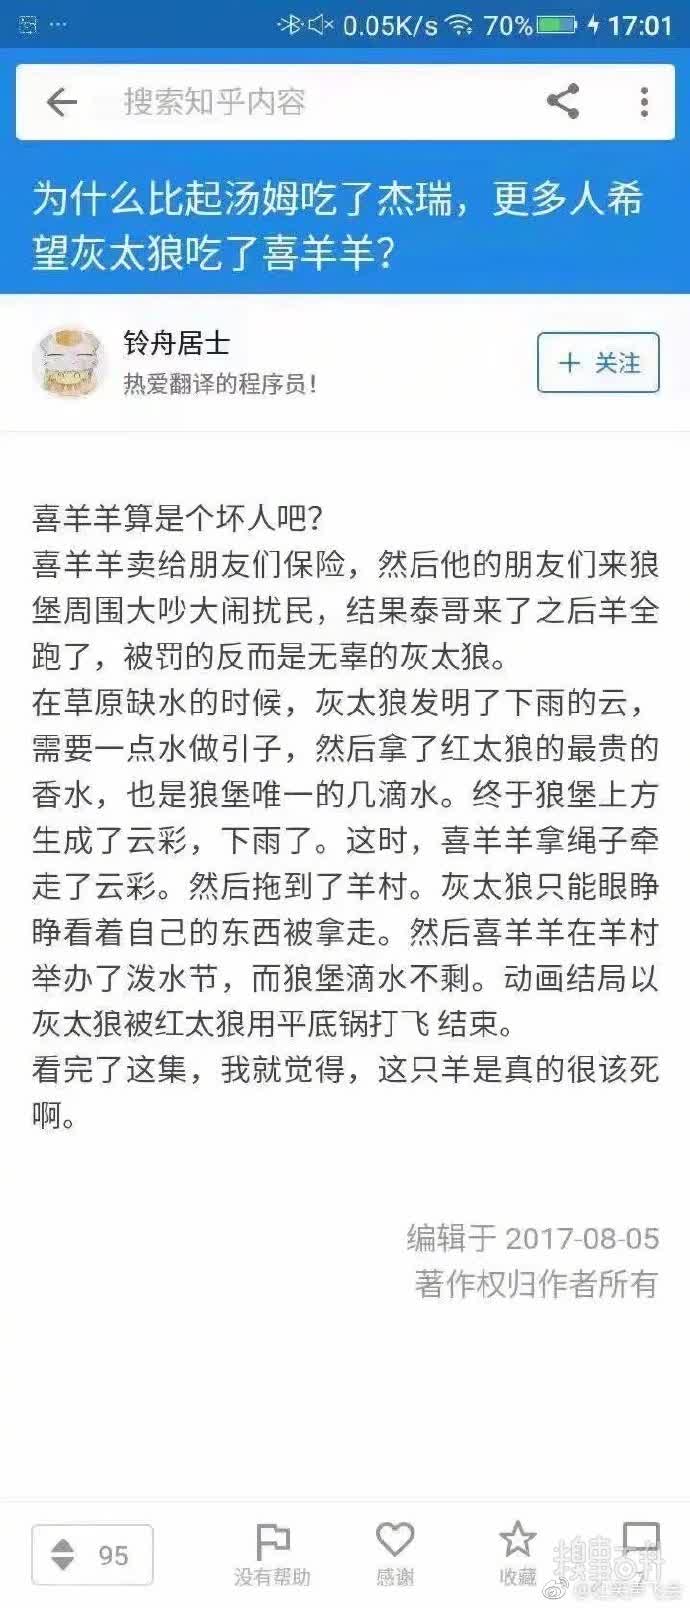 0.05K/s 70% 17:01
搜索知乎内容
为什么比起汤姆吃了杰瑞，更多人希
望灰太狼吃了喜羊羊？
铃舟居士
热爱翻译的程序员！
+ 关注
喜羊羊算是个坏人吧？
喜羊羊卖给朋友们保险，然后他的朋友们来狼
堡周围大吵大闹扰民，结果泰哥来了之后羊全
跑了，被罚的反而是无辜的灰太狼。
在草原缺水的时候，灰太狼发明了下雨的云，
需要一点水做引子，然后拿了红太狼的最贵的
香水，也是狼堡唯一的几滴水。终于狼堡上方
生成了云彩，下雨了。这时，喜羊羊拿绳子牵
走了云彩。然后拖到了羊村。灰太狼只能眼睁
睁看着自己的东西被拿走。然后喜羊羊在羊村
举办了泼水节，而狼堡滴水不剩。动画结局以
灰太狼被红太狼用平底锅打飞 结束。
看完了这集，我就觉得，这只羊是真的很该死
啊。
编辑于 2017-08-05
著作权归作者所有
95
没有帮助 感谢 收藏